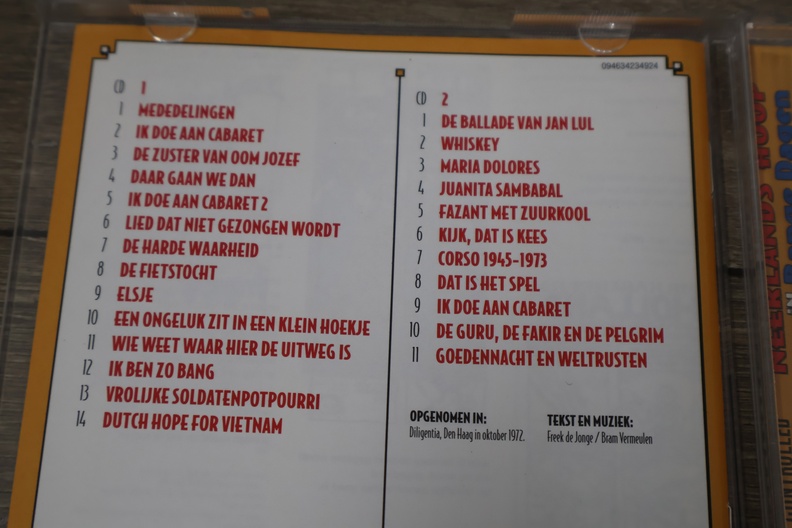 094634234924
CD 1
1 MEDEDELINGEN
2 IK DOE AAN CABARET
3 DE ZUSTER VAN OOM JOZEF
4 DAAR GAAN WE DAN
5 IK DOE AAN CABARET 2
6 LIED DAT NIET GEZONGEN WORDT
7 DE HARDE WAARHEID
8 DE FIETSTOCHT
9 ELSJE
10 EEN ONGELUK ZIT IN EEN KLEIN HOEKJE
11 WIE WEET WAAR HIER DE UITWEG IS
12 IK BEN ZO BANG
13 VROLIJKE SOLDATENPOTPOURRI
14 DUTCH HOPE FOR VIETNAM
CD 2
1 DE BALLADE VAN JAN LUL
2 WHISKEY
3 MARIA DOLORES
4 JUANITA SAMBABAL
5 FAZANT MET ZUURKOOL
6 KIJK, DAT IS KEES
7 CORSO 1945-1973
8 DAT IS HET SPEL
9 IK DOE AAN CABARET
10 DE GURU, DE FAKIR EN DE PELGRIM
11 GOEDENNACHT EN WELTRUSTEN
OPGENOMEN IN:
Diligentia, Den Haag in oktober 1972.
TEKST EN MUZIEK:
Freek de Jonge / Bram Vermeulen
NEERLANDS HOOP